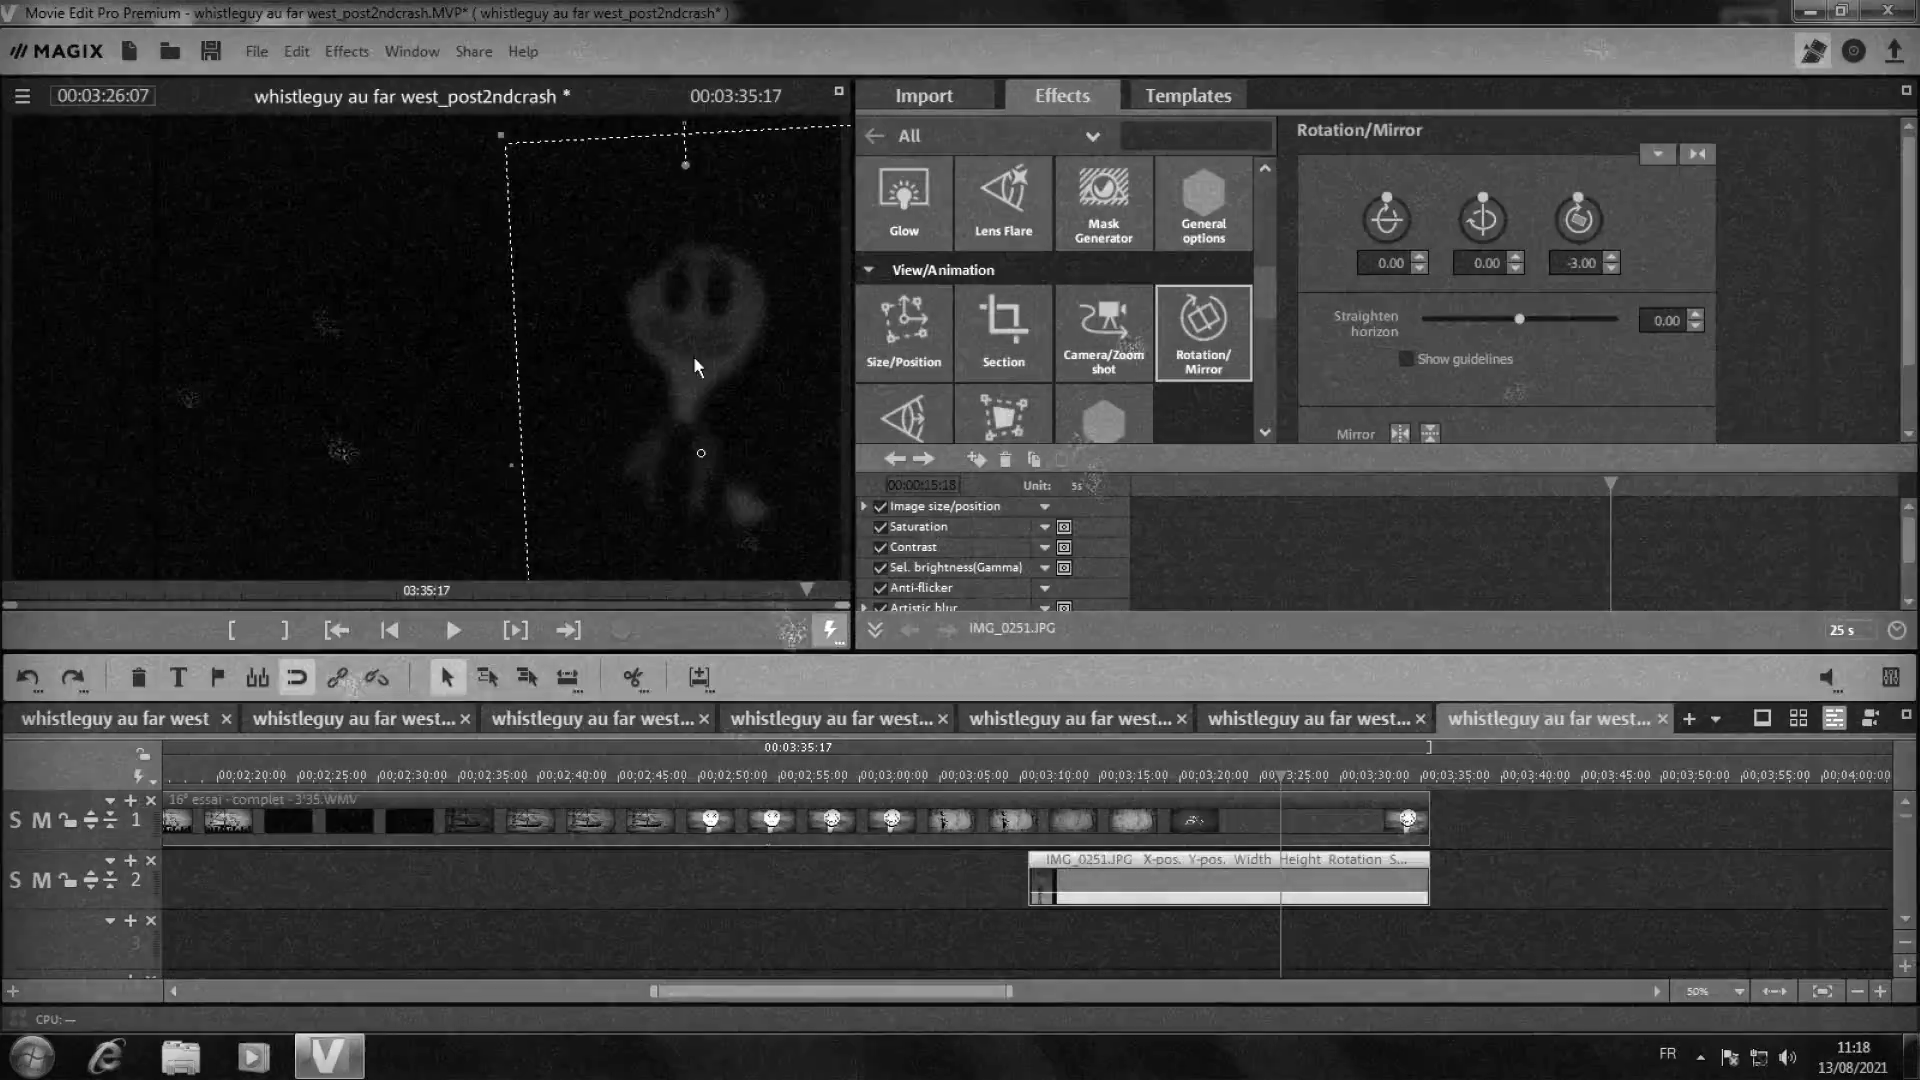 Movie Edit Pro Premium - whistleguy au far west_post2ndcrash.MVP* ( whistleguy au far west_post2ndcrash* )
MAGIX File Edit Effects Window Share Help
00:03:26:07 whistleguy au far west_post2ndcrash * 00:03:35:17
Import Effects Templates
All
Rotation/Mirror
Glow
Lens Flare
Mask
Generator
General
options
0.00 0.00 -3.00
View/Animation
Straighten
horizon
0.00
Show guidelines
Size/Position
Section
Camera/Zoom
shot
Rotation/
Mirror
Mirror
00:00:15:18 Unit: 5s
Image size/position
Saturation
Contrast
Sel. brightness(Gamma)
Anti-flicker
Artistic blur
03:35:17
IMG_0251.JPG
25 s
whistleguy au far west whistleguy au far west... whistleguy au far west... whistleguy au far west... whistleguy au far west... whistleguy au far west... whistleguy au far west...
00:03:35:17
00:02:20:00 00:02:25:00 00:02:30:00 00:02:35:00 00:02:40:00 00:02:45:00 00:02:50:00 00:02:55:00 00:03:00:00 00:03:05:00 00:03:10:00 00:03:15:00 00:03:20:00 00:03:25:00 00:03:30:00 00:03:35:00 00:03:40:00 00:03:45:00 00:03:50:00 00:03:55:00 00:04:00:00
16° essai - complet - 3'35.WMV
S M 1
IMG_0251.JPG X-pos. Y-pos. Width Height Rotation S...
S M 2
3
50%
CPU: —
FR
11:18
13/08/2021